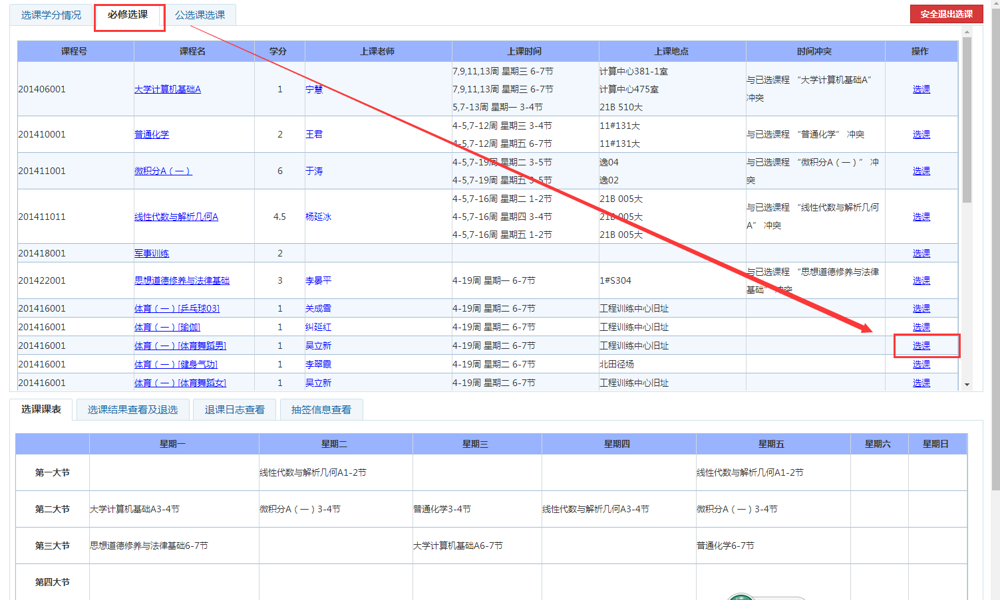 选课学分情况
必修选课
公选课选课
安全退出选课
课程号 课程名 学分 上课老师 上课时间 上课地点 时间冲突 操作
201406001 大学计算机基础A 1 宁慧 7,9,11,13周 星期三 6-7节 计算中心381-1室 与已选课程 “大学计算机基础A” 选课
7,9,11,13周 星期三 6-7节 计算中心475室 冲突
5,7-13周 星期一 3-4节 21B 510大
201410001 普通化学 2 王君 4-5,7-12周 星期三 3-4节 11#131大 与已选课程 “普通化学” 冲突 选课
4-5,7-12周 星期五 6-7节 11#131大
201411001 微积分A（一） 6 于涛 4-5,7-19周 星期二 3-5节 逸04 与已选课程 “微积分A（一）” 冲 选课
4-5,7-19周 星期五 3-5节 逸02 突
201411011 线性代数与解析几何A 4.5 杨延冰 4-5,7-16周 星期二 1-2节 21B 005大 与已选课程 “线性代数与解析几何 选课
4-5,7-16周 星期四 3-4节 21B 005大 A” 冲突
4-5,7-16周 星期五 1-2节 21B 005大
201418001 军事训练 2 选课
201422001 思想道德修养与法律基础 3 李晏平 4-19周 星期一 6-7节 1#S304 与已选课程 “思想道德修养与法律 选课
基础” 冲突
201416001 体育（一）[乒乓球03] 1 关成雪 4-19周 星期二 6-7节 工程训练中心旧址 选课
201416001 体育（一）[瑜伽] 1 纠延红 4-19周 星期二 6-7节 工程训练中心旧址 选课
201416001 体育（一）[体育舞蹈男] 1 吴立新 4-19周 星期二 6-7节 工程训练中心旧址 选课
201416001 体育（一）[健身气功] 1 李翠霞 4-19周 星期二 6-7节 北田径场 选课
201416001 体育（一）[体育舞蹈女] 1 吴立新 4-19周 星期二 6-7节 工程训练中心旧址 选课
选课课表
选课结果查看及退选
退课日志查看
抽签信息查看
星期一 星期二 星期三 星期四 星期五 星期六 星期日
第一大节 线性代数与解析几何A1-2节 线性代数与解析几何A1-2节
第二大节 大学计算机基础A3-4节 微积分A（一）3-4节 普通化学3-4节 线性代数与解析几何A3-4节 微积分A（一）3-4节
第三大节 思想道德修养与法律基础6-7节 大学计算机基础A6-7节 普通化学6-7节
第四大节